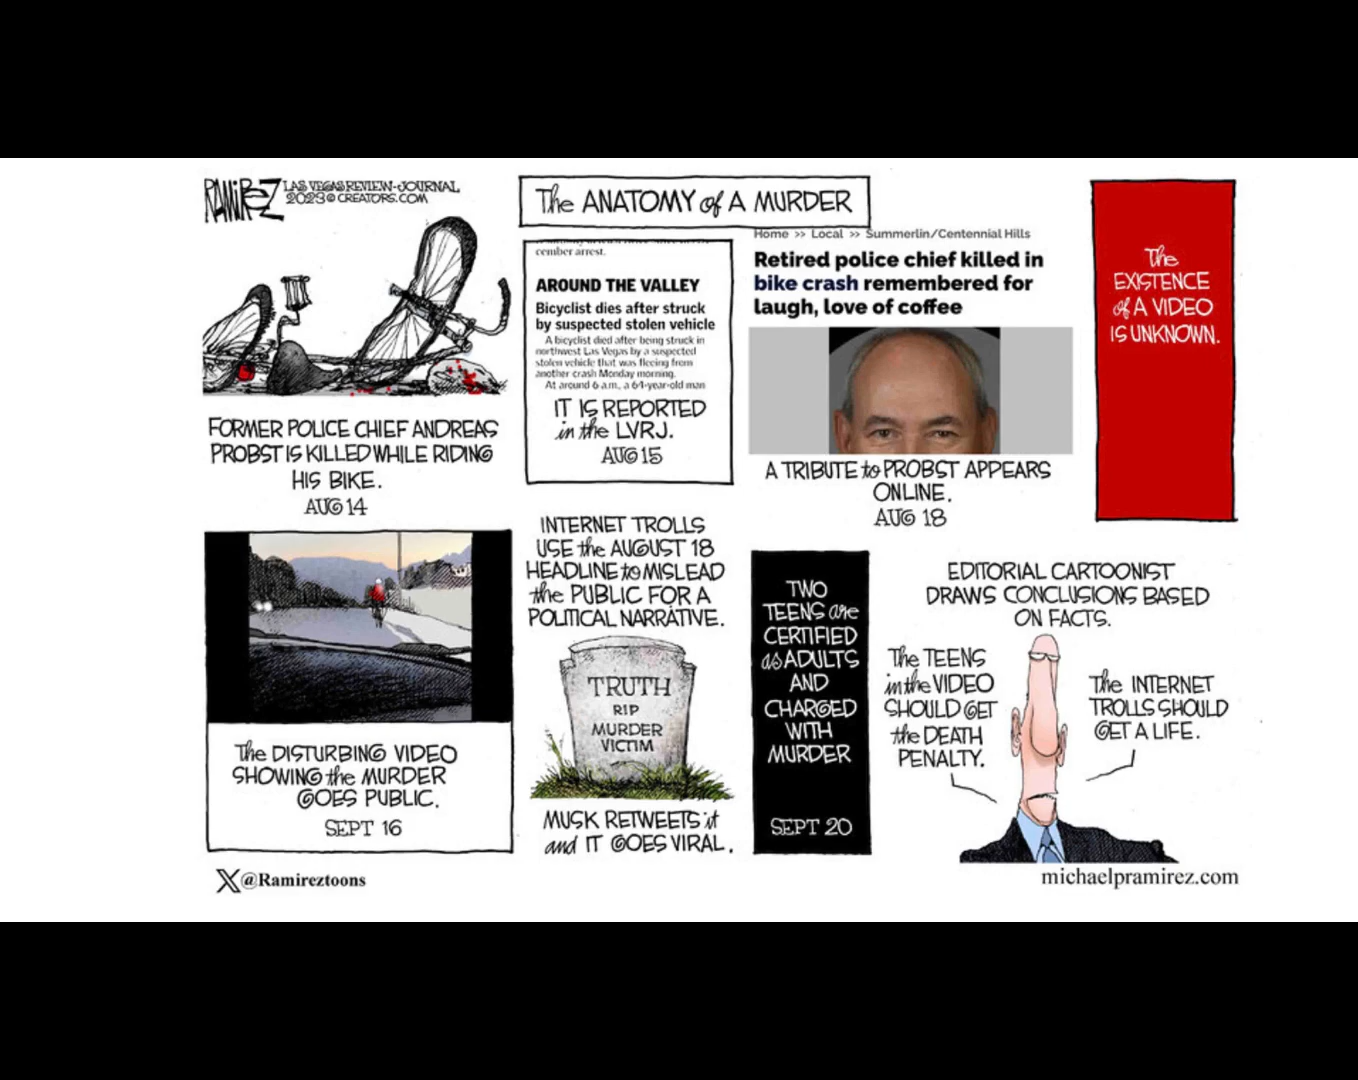 RAMIREZ
LAS VEGAS REVIEW-JOURNAL
2023 © CREATORS.COM
The ANATOMY of A MURDER
FORMER POLICE CHIEF ANDREAS
PROBST IS KILLED WHILE RIDING
HIS BIKE.
AUG 14
cember arrest.
AROUND THE VALLEY
Bicyclist dies after struck
by suspected stolen vehicle
A bicyclist died after being struck in
northwest Las Vegas by a suspected
stolen vehicle that was fleeing from
another crash Monday morning.
At around 6 a.m., a 64-year-old man
IT IS REPORTED
in the LVRJ.
AUG 15
Home >> Local >> Summerlin/Centennial Hills
Retired police chief killed in
bike crash remembered for
laugh, love of coffee
A TRIBUTE to PROBST APPEARS
ONLINE.
AUG 18
The
EXISTENCE
of A VIDEO
IS UNKNOWN.
The DISTURBING VIDEO
SHOWING the MURDER
GOES PUBLIC.
SEPT 16
INTERNET TROLLS
USE the AUGUST 18
HEADLINE to MISLEAD
the PUBLIC FOR A
POLITICAL NARRATIVE.
TRUTH
RIP
MURDER
VICTIM
MUSK RETWEETS it
and IT GOES VIRAL.
TWO
TEENS are
CERTIFIED
as ADULTS
AND
CHARGED
WITH
MURDER
SEPT 20
EDITORIAL CARTOONIST
DRAWS CONCLUSIONS BASED
ON FACTS.
The TEENS
in the VIDEO
SHOULD GET
the DEATH
PENALTY.
The INTERNET
TROLLS SHOULD
GET A LIFE.
X @Ramireztoons
michaelpramirez.com